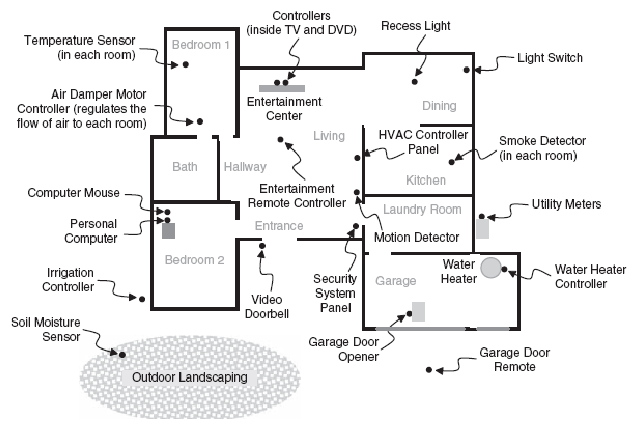 Controllers
(inside TV and DVD)
Recess Light
Temperature Sensor
(in each room)
Bedroom 1
Light Switch
Air Damper Motor
Controller (regulates the
flow of air to each room)
Entertainment
Center
Dining
Living
HVAC Controller
Panel
Smoke Detector
(in each room)
Bath
Hallway
Kitchen
Computer Mouse
Entertainment
Remote Controller
Laundry Room
Utility Meters
Personal
Computer
Entrance
Motion Detector
Bedroom 2
Irrigation
Controller
Video
Doorbell
Security
System
Panel
Garage
Water
Heater
Water Heater
Controller
Soil Moisture
Sensor
Garage Door
Opener
Garage Door
Remote
Outdoor Landscaping